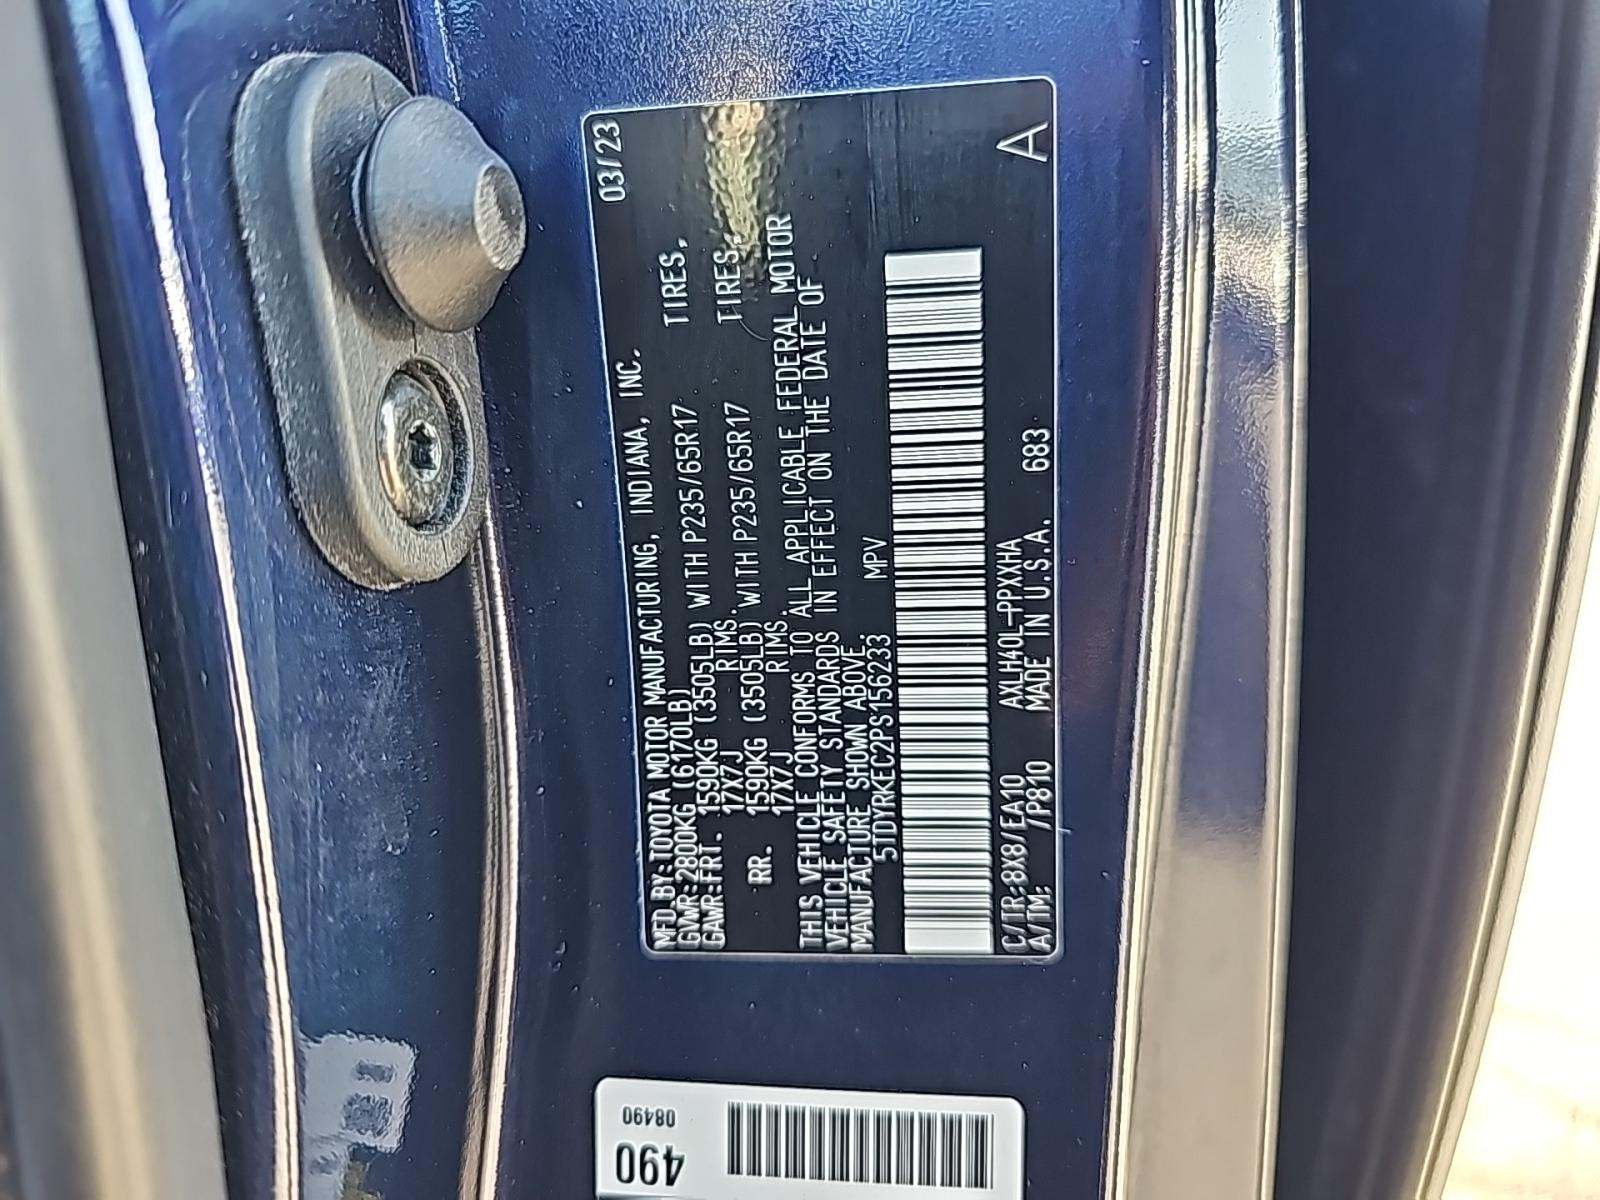 MFD.BY:TOYOTA MOTOR MANUFACTURING, INDIANA, INC. 03/23
GVWR:2800KG (6170LB)
GAWR:FRT. 1590KG (3505LB) WITH P235/65R17 TIRES,
17X7J RIMS.
RR. 1590KG (3505LB) WITH P235/65R17 TIRES,
17X7J RIMS.
THIS VEHICLE CONFORMS TO ALL APPLICABLE FEDERAL MOTOR
VEHICLE SAFETY STANDARDS IN EFFECT ON THE DATE OF
MANUFACTURE SHOWN ABOVE.
5TDYRKEC2PS156233 MPV
C/TR:8X8/EA10 AXLH40L-PPXXHA
A/TM: /P810 MADE IN U.S.A. 683 A
490
08490